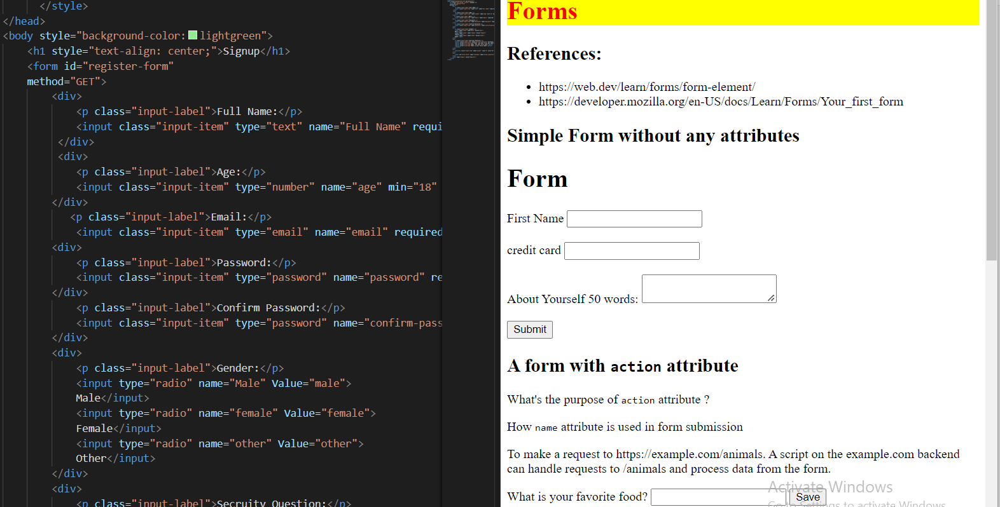 </style>
</head>
<body style="background-color: lightgreen">
<h1 style="text-align: center;">Signup</h1>
<form id="register-form"
method="GET">
<div>
<p class="input-label">Full Name:</p>
<input class="input-item" type="text" name="Full Name" requi
</div>
<div>
<p class="input-label">Age:</p>
<input class="input-item" type="number" name="age" min="18"
</div>
<p class="input-label">Email:</p>
<input class="input-item" type="email" name="email" required
<div>
<p class="input-label">Password:</p>
<input class="input-item" type="password" name="password" re
</div>
<p class="input-label">Confirm Password:</p>
<input class="input-item" type="password" name="confirm-pass
</div>
<div>
<p class="input-label">Gender:</p>
<input type="radio" name="Male" Value="male">
Male</input>
<input type="radio" name="female" Value="female">
Female</input>
<input type="radio" name="other" Value="other">
Other</input>
</div>
<div>
<p class="input-label">Secruity Question:</p>
Forms
References:
• https://web.dev/learn/forms/form-element/
• https://developer.mozilla.org/en-US/docs/Learn/Forms/Your_first_form
Simple Form without any attributes
Form
First Name
credit card
About Yourself 50 words:
Submit
A form with action attribute
What's the purpose of action attribute ?
How name attribute is used in form submission
To make a request to https://example.com/animals. A script on the example.com backend
can handle requests to /animals and process data from the form.
What is your favorite food? Save
Activate Windows
Go to Settings to activate Windows.